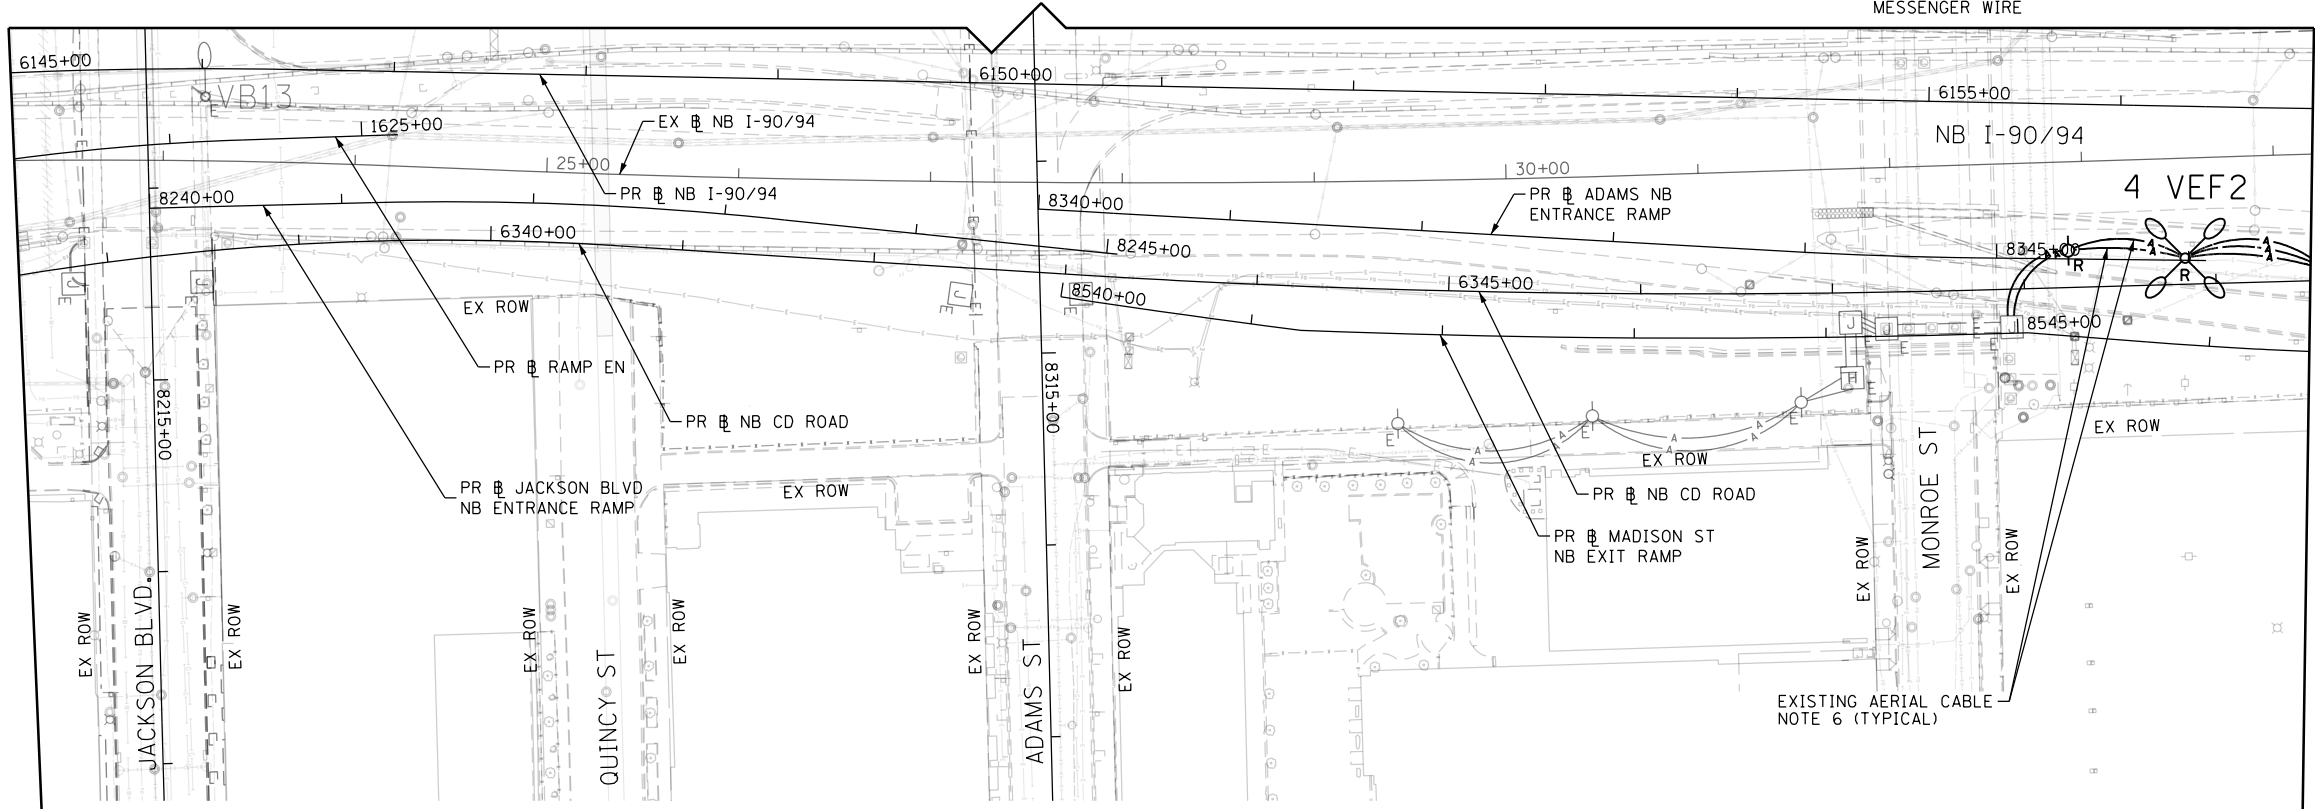 MESSENGER WIRE
6145+00
6150+00
6155+00
VB13
E
1625+00
EX ℄ NB I-90/94
NB I-90/94
25+00
30+00
PR ℄ NB I-90/94
PR ℄ ADAMS NB
ENTRANCE RAMP
4 VEF2
8240+00
8340+00
6340+00
8245+00
8345+00
R
R
A
A
A
A
J
E
J
E
J
E
J
E
8540+00
6345+00
8545+00
EX ROW
J
J
E
E
E
J
H
E
PR ℄ RAMP EN
8215+00
8315+00
PR ℄ NB CD ROAD
E
E
E
A
A
A
A
A
A
EX ROW
EX ROW
EX ROW
PR ℄ JACKSON BLVD
NB ENTRANCE RAMP
PR ℄ NB CD ROAD
PR ℄ MADISON ST
NB EXIT RAMP
EX ROW
JACKSON BLVD.
EX ROW
EX ROW
QUINCY ST
EX ROW
EX ROW
ADAMS ST
EX ROW
EX ROW
MONROE ST
EX ROW
EXISTING AERIAL CABLE
NOTE 6 (TYPICAL)